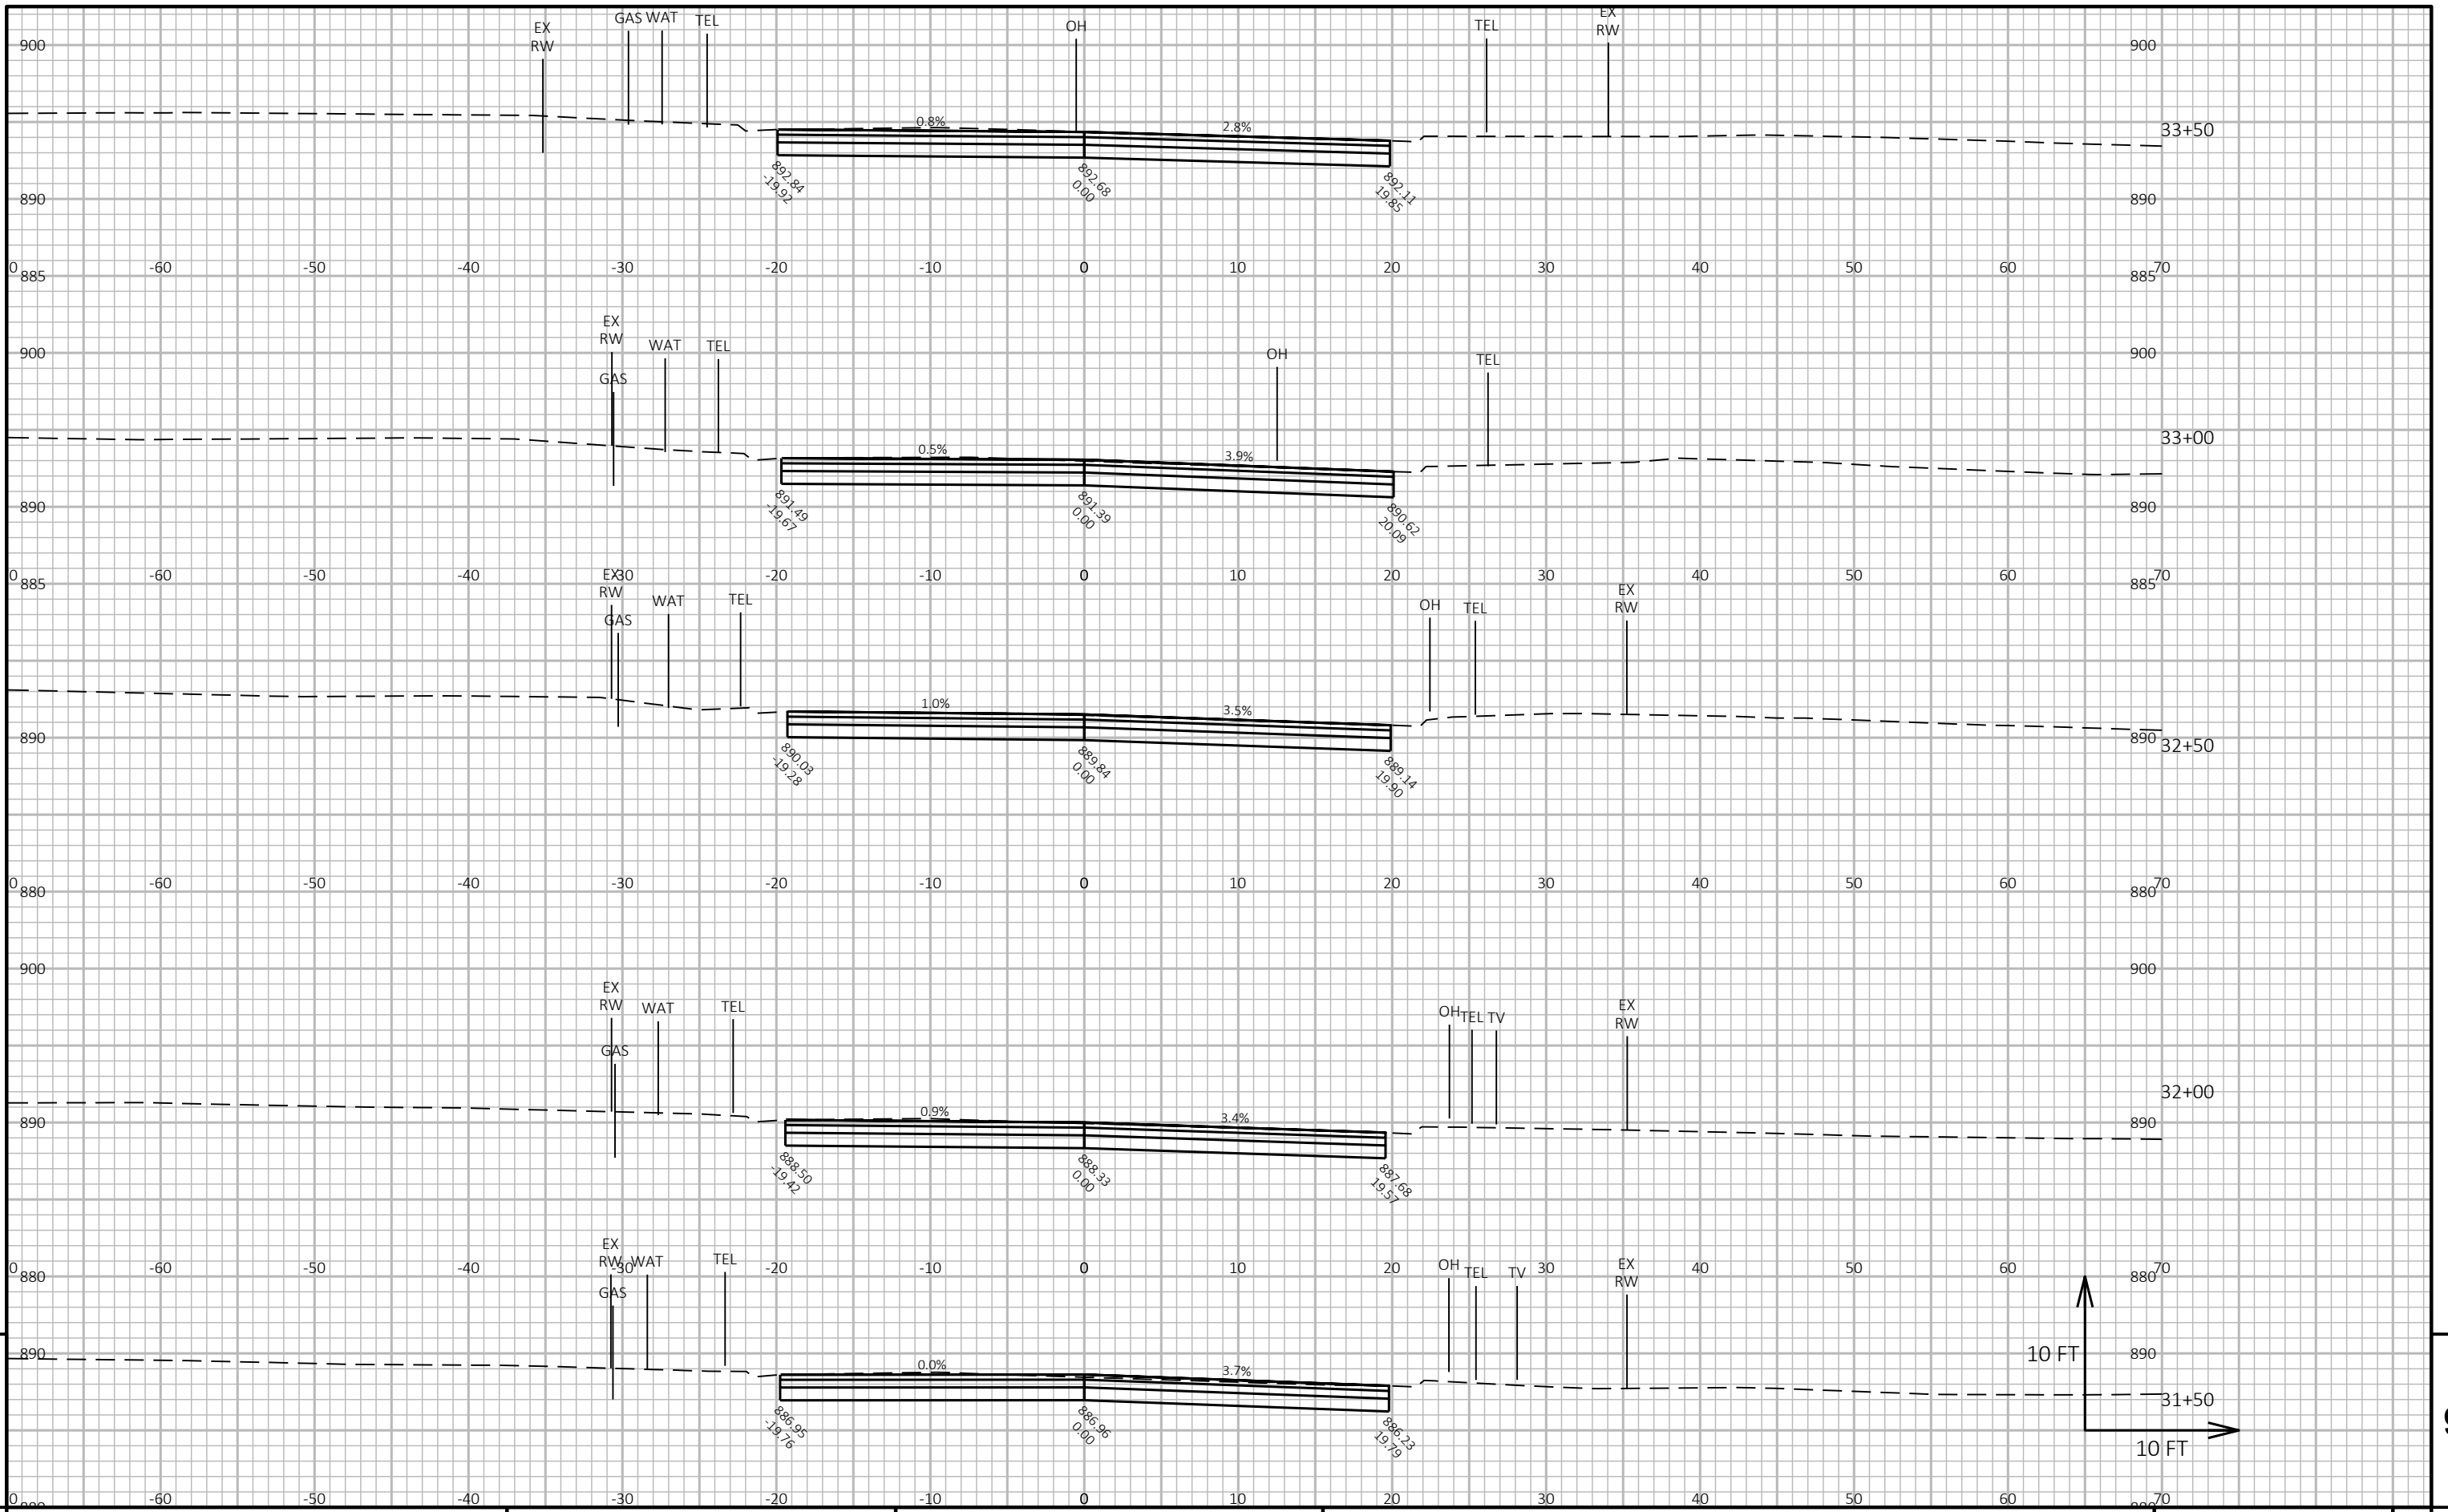 EX
RW
GAS WAT TEL OH TEL
EX
RW
900 900
0.8% 2.8% 33+50
892.84
-19.92
892.68
0.00
892.11
19.85
890 890
0 -60 -50 -40 -30 -20 -10 0 10 20 30 40 50 60 70
885 885
EX
RW
GAS
WAT TEL OH TEL
900 900
0.5% 3.9% 33+00
891.49
-19.67
891.39
0.00
890.62
20.09
890 890
0 -60 -50 -40 -30 -20 -10 0 10 20 30 40 50 60 70
885 885
EX
RW
GAS
WAT TEL OH TEL
EX
RW
1.0% 3.5%
890 890 32+50
890.03
-19.28
889.84
0.00
889.14
19.90
0 -60 -50 -40 -30 -20 -10 0 10 20 30 40 50 60 70
880 880
900 900
EX
RW
GAS
WAT TEL OH TEL TV
EX
RW
0.9% 3.4% 32+00
890 890
888.50
-19.42
888.33
0.00
887.68
19.57
0 -60 -50 -40 -30 -20 -10 0 10 20 30 40 50 60 70
880 880
EX
RW
GAS
WAT TEL OH TEL TV
EX
RW
890 890
0.0% 3.7% 31+50
886.95
-19.76
886.96
0.00
886.23
19.79
10 FT
10 FT
0 -60 -50 -40 -30 -20 -10 0 10 20 30 40 50 60 70